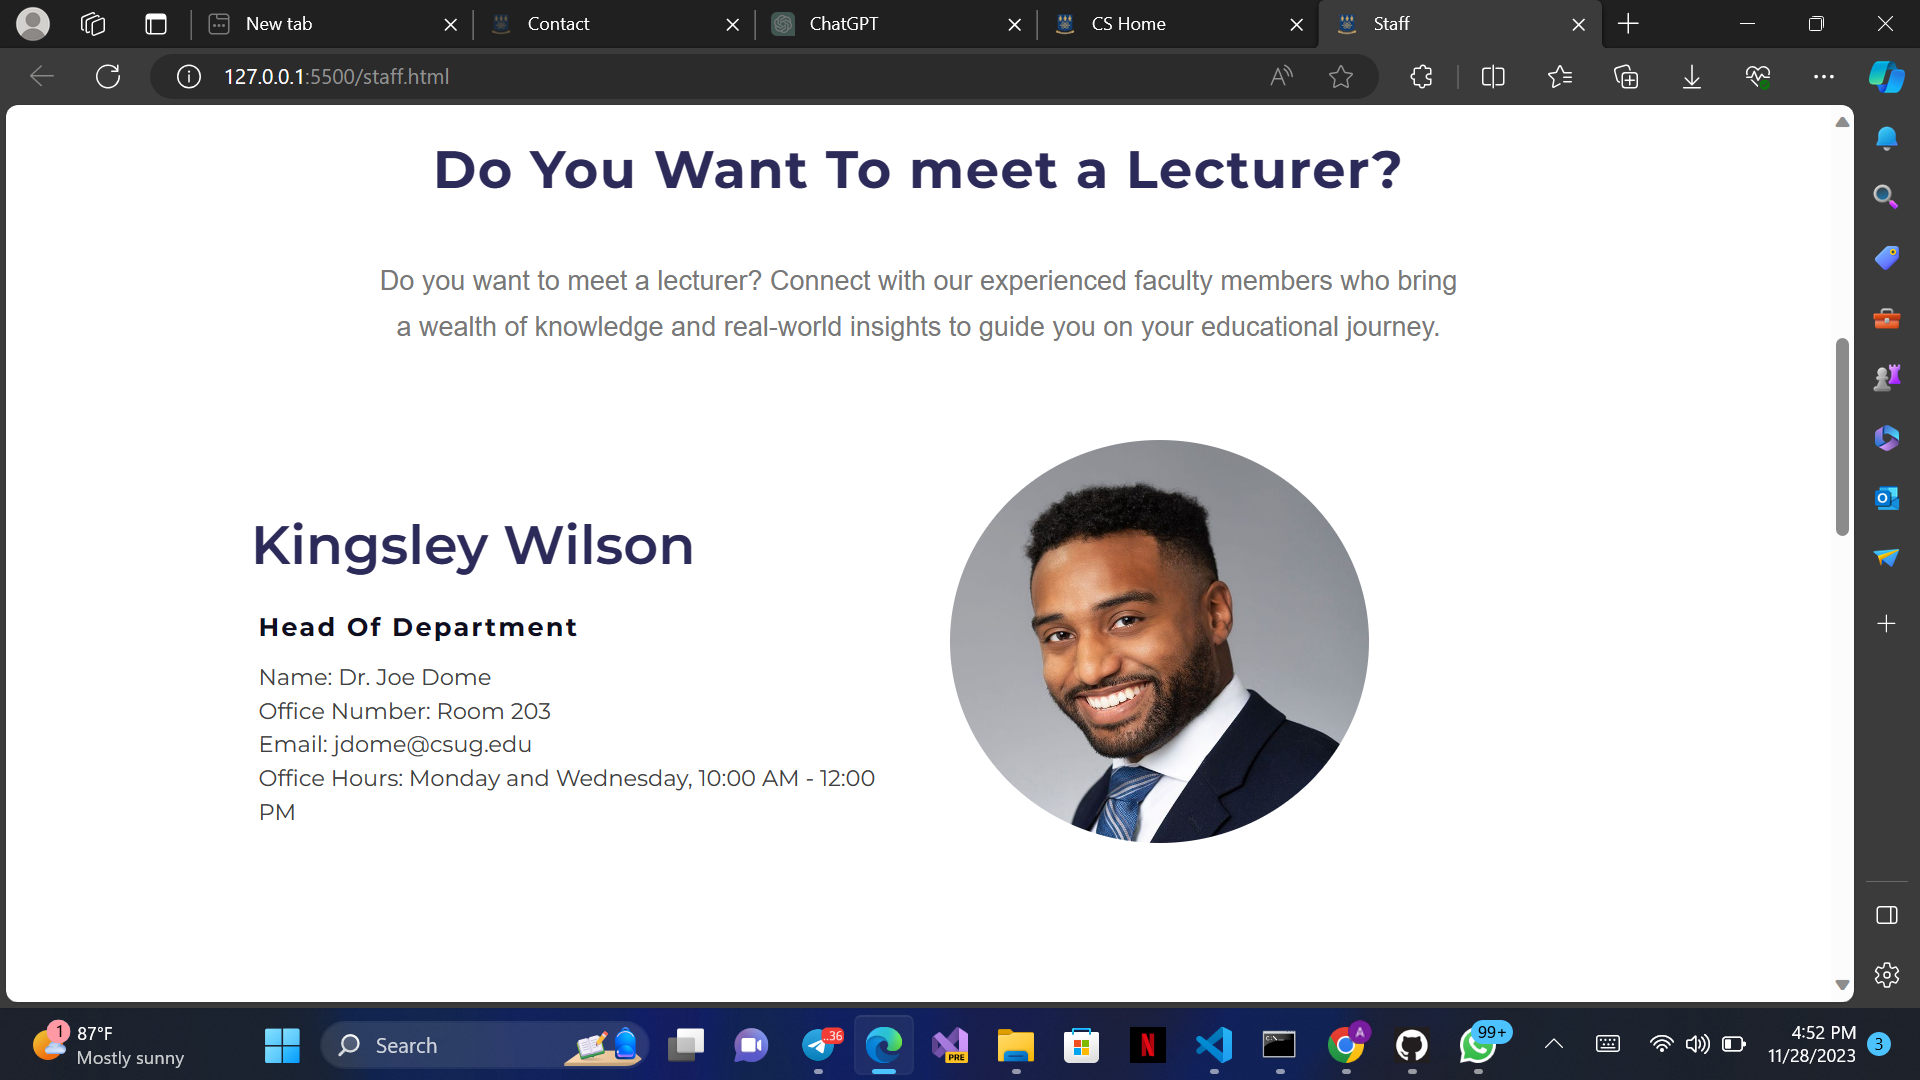 New tab
Contact
ChatGPT
CS Home
Staff
127.0.0.1:5500/staff.html
Do You Want To meet a Lecturer?
Do you want to meet a lecturer? Connect with our experienced faculty members who bring
a wealth of knowledge and real-world insights to guide you on your educational journey.
Kingsley Wilson
Head Of Department
Name: Dr. Joe Dome
Office Number: Room 203
Email: jdome@csug.edu
Office Hours: Monday and Wednesday, 10:00 AM - 12:00
PM
1
87°F
Mostly sunny
Search
..36
PRE
N
A
99+
4:52 PM
11/28/2023
3